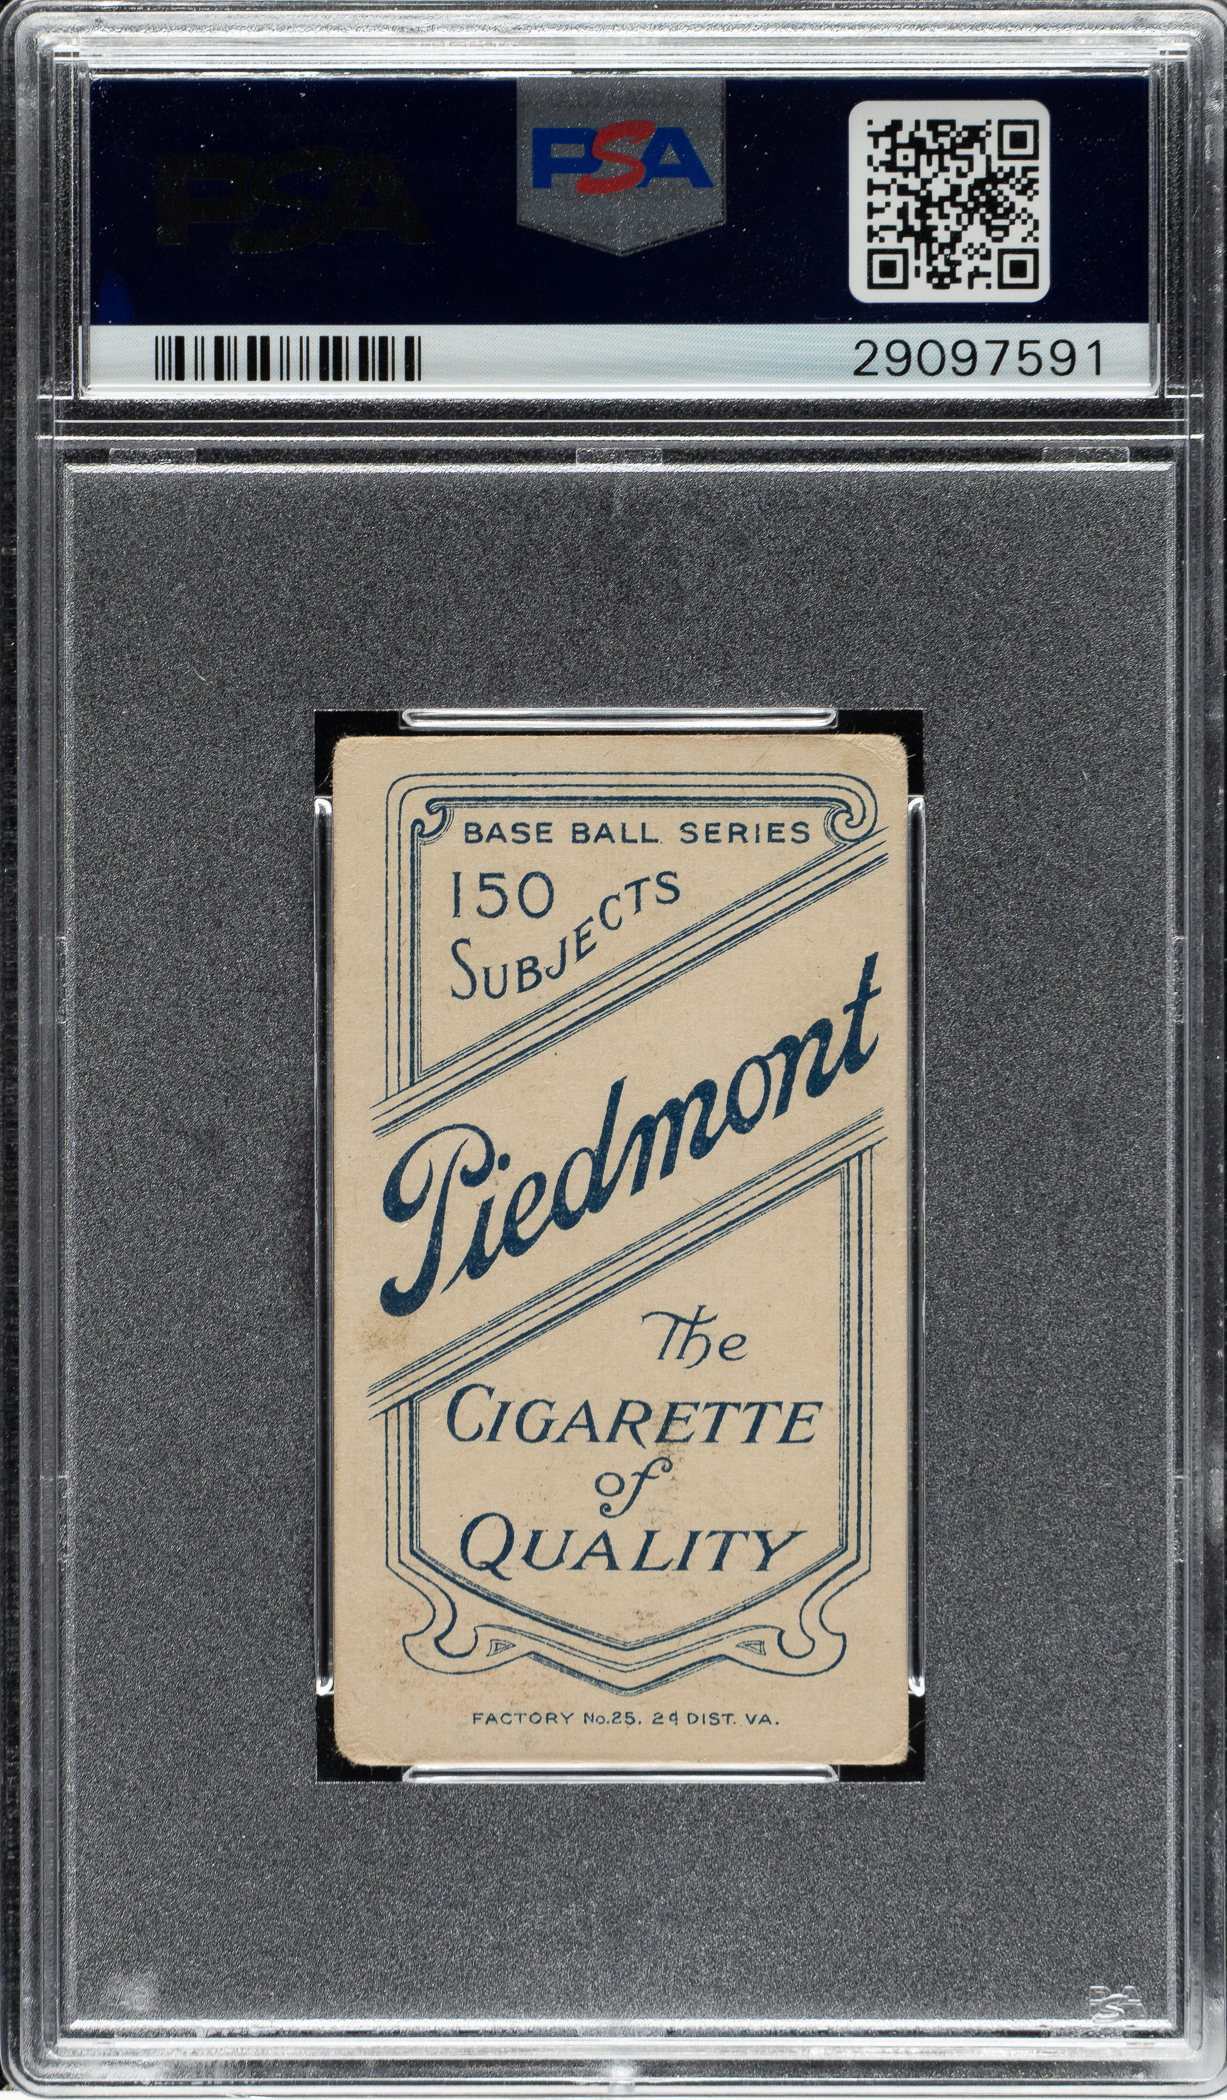 PSA
PSA
29097591
BASE BALL SERIES
150
SUBJECTS
Piedmont
The
CIGARETTE
of
QUALITY
FACTORY No.25. 2d DIST. VA.
PSA